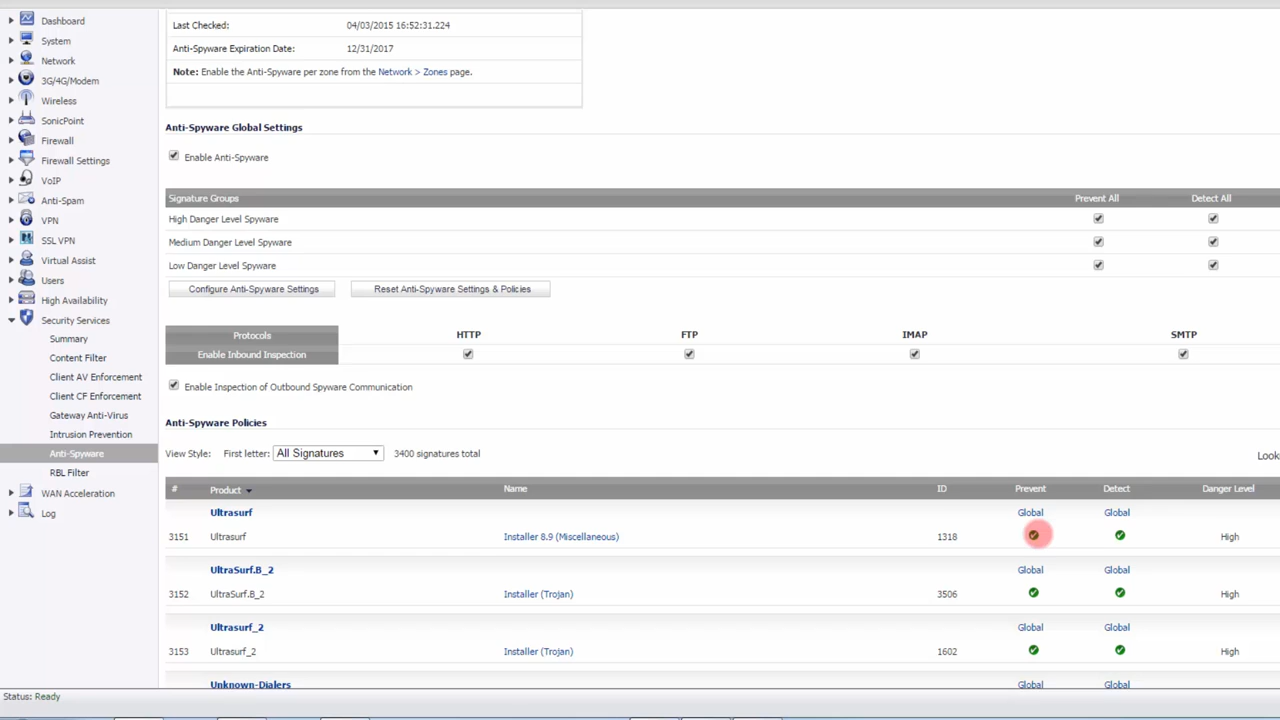 Dashboard
System
Network
3G/4G/Modem
Wireless
SonicPoint
Firewall
Firewall Settings
VoIP
Anti-Spam
VPN
SSL VPN
Virtual Assist
Users
High Availability
Security Services
Summary
Content Filter
Client AV Enforcement
Client CF Enforcement
Gateway Anti-Virus
Intrusion Prevention
Anti-Spyware
RBL Filter
WAN Acceleration
Log
Last Checked: 04/03/2015 16:52:31.224
Anti-Spyware Expiration Date: 12/31/2017
Note: Enable the Anti-Spyware per zone from the Network > Zones page.
Anti-Spyware Global Settings
Enable Anti-Spyware
Signature Groups Prevent All Detect All
High Danger Level Spyware
Medium Danger Level Spyware
Low Danger Level Spyware
Configure Anti-Spyware Settings Reset Anti-Spyware Settings & Policies
Protocols HTTP FTP IMAP SMTP
Enable Inbound Inspection
Enable Inspection of Outbound Spyware Communication
Anti-Spyware Policies
View Style: First letter: All Signatures 3400 signatures total Look
# Product Name ID Prevent Detect Danger Level
Ultrasurf Global Global
3151 Ultrasurf Installer 8.9 (Miscellaneous) 1318 High
UltraSurf.B_2 Global Global
3152 UltraSurf.B_2 Installer (Trojan) 3506 High
Ultrasurf_2 Global Global
3153 Ultrasurf_2 Installer (Trojan) 1602 High
Unknown-Dialers Global Global
Status: Ready